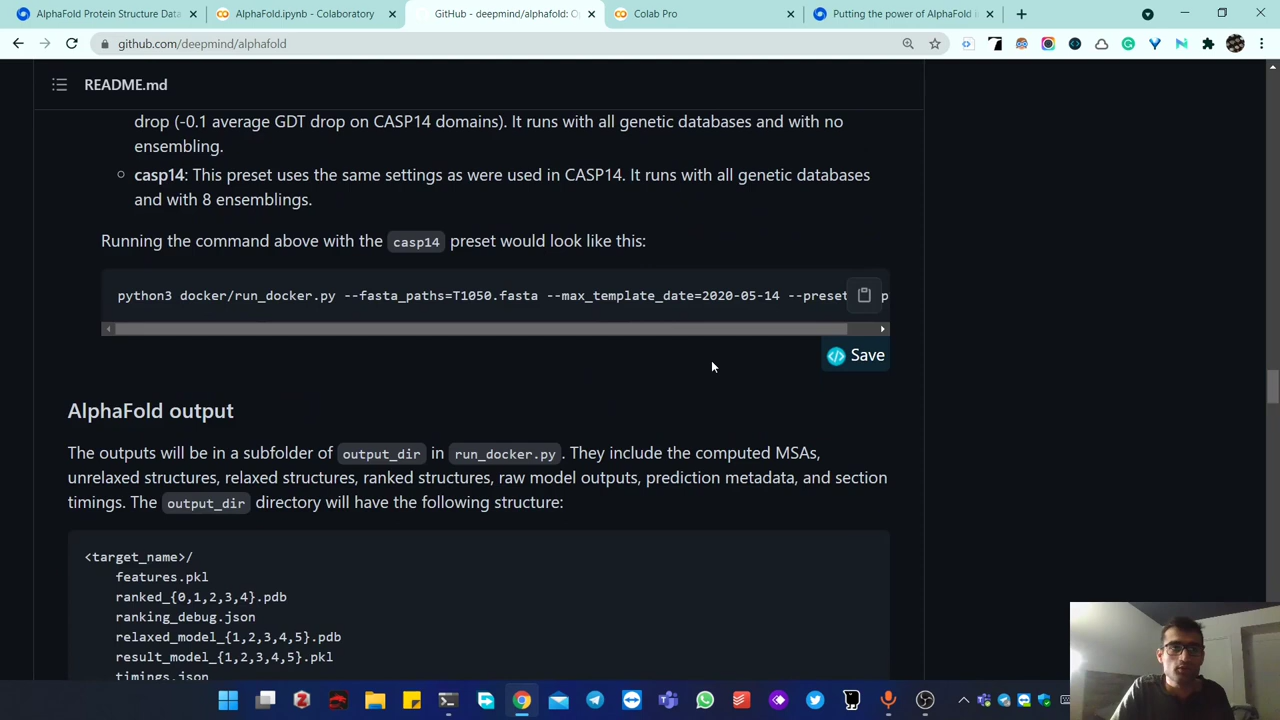 AlphaFold Protein Structure Data
AlphaFold.ipynb - Colaboratory
GitHub - deepmind/alphafold: O
Colab Pro
Putting the power of AlphaFold i
github.com/deepmind/alphafold
README.md
drop (-0.1 average GDT drop on CASP14 domains). It runs with all genetic databases and with no
ensembling.
casp14: This preset uses the same settings as were used in CASP14. It runs with all genetic databases
and with 8 ensemblings.
Running the command above with the casp14 preset would look like this:
python3 docker/run_docker.py --fasta_paths=T1050.fasta --max_template_date=2020-05-14 --preset p
</> Save
AlphaFold output
The outputs will be in a subfolder of output_dir in run_docker.py. They include the computed MSAs,
unrelaxed structures, relaxed structures, ranked structures, raw model outputs, prediction metadata, and section
timings. The output_dir directory will have the following structure:
<target_name>/
features.pkl
ranked_{0,1,2,3,4}.pdb
ranking_debug.json
relaxed_model_{1,2,3,4,5}.pdb
result_model_{1,2,3,4,5}.pkl
timings.json